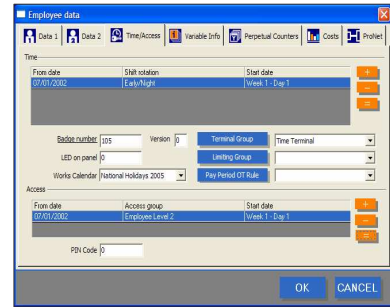 Employee data
Data 1 Data 2 Time/Access Variable Info Perpetual Counters Costs ProNet
Time
From date Shift rotation Start date
07/01/2002 Early/Night Week 1 - Day 1
+
-
=
Badge number 105 Version 0 Terminal Group Time Terminal
LED on panel 0 Limiting Group
Works Calendar National Holidays 2005 Pay Period OT Rule
Access
From date Access group Start date
07/01/2002 Employee Level 2 Week 1 - Day 1
+
-
=
PIN Code 0
OK CANCEL